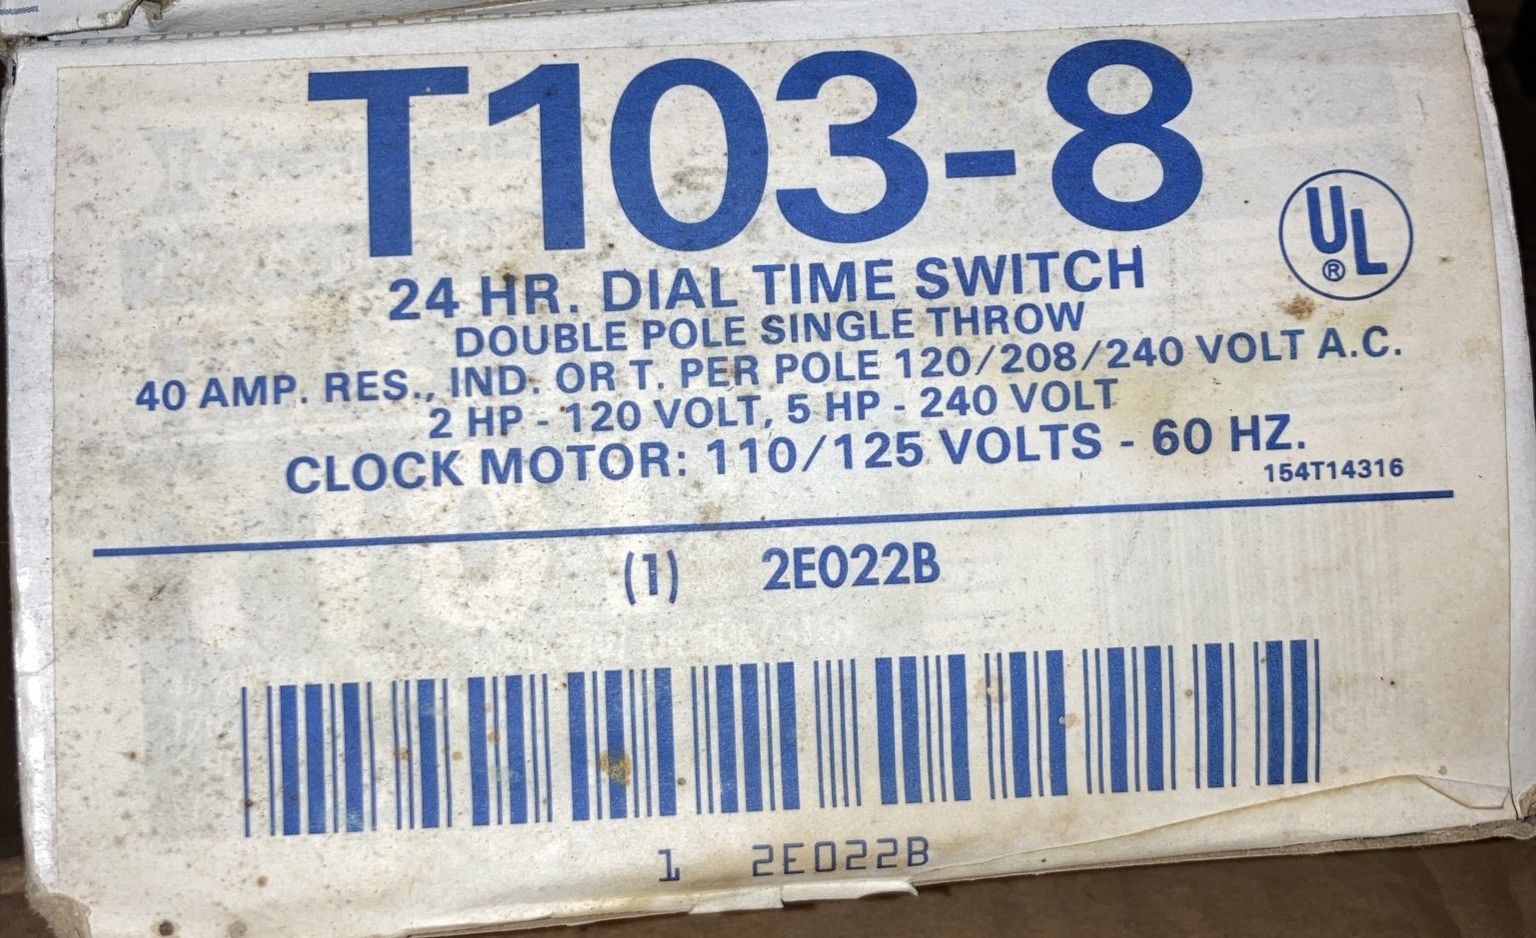 T103-8
UL
®
24 HR. DIAL TIME SWITCH
DOUBLE POLE SINGLE THROW
40 AMP. RES., IND. OR T. PER POLE 120/208/240 VOLT A.C.
2 HP - 120 VOLT, 5 HP - 240 VOLT
CLOCK MOTOR: 110/125 VOLTS - 60 HZ.
154T14316
(1) 2E022B
1 2E022B